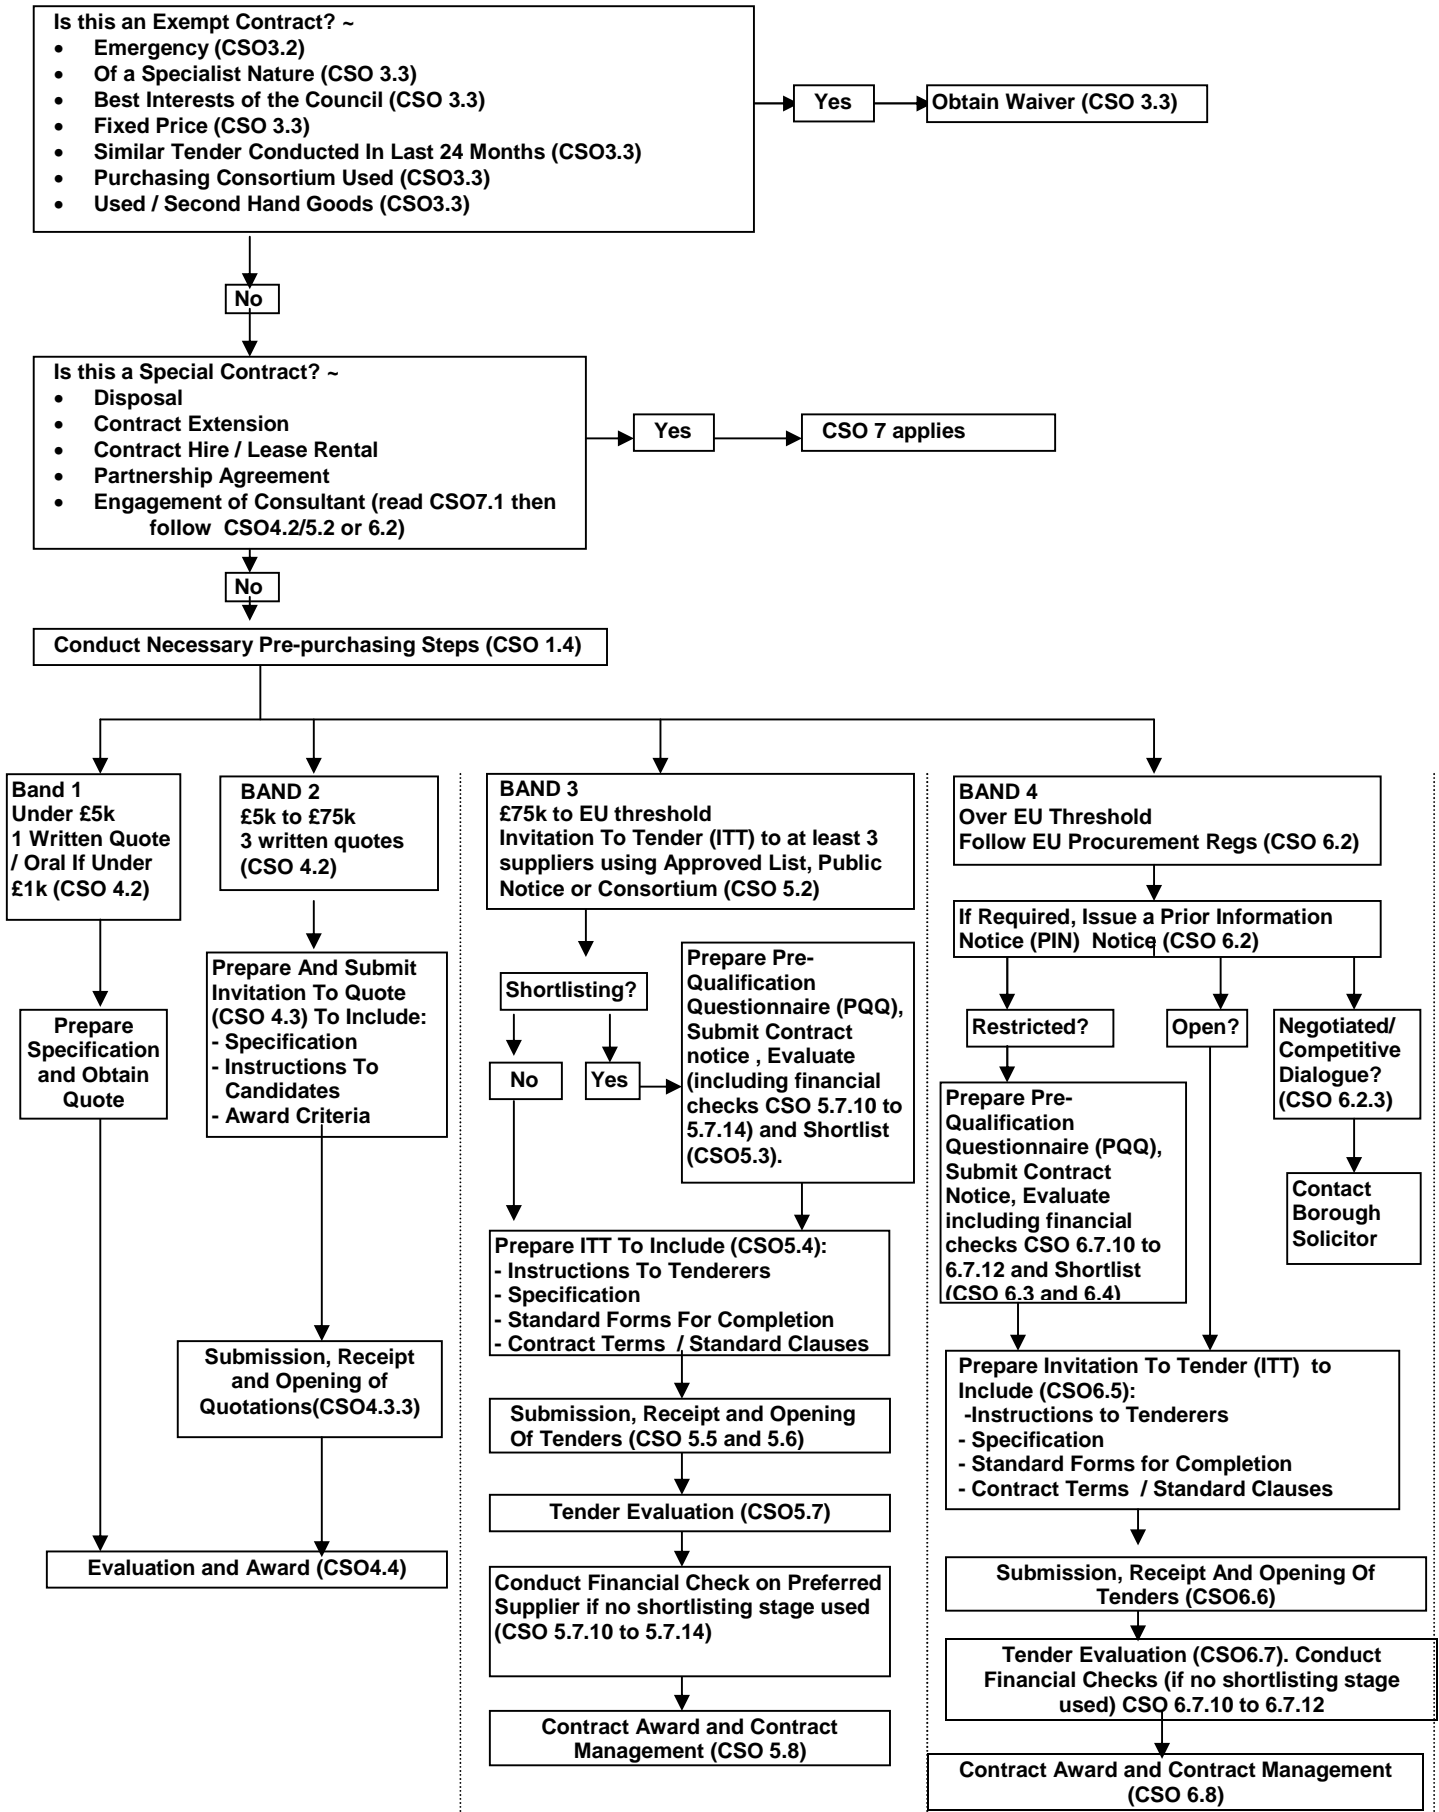 Is this an Exempt Contract? ~
• Emergency (CSO3.2)
• Of a Specialist Nature (CSO 3.3)
• Best Interests of the Council (CSO 3.3)
• Fixed Price (CSO 3.3)
• Similar Tender Conducted In Last 24 Months (CSO3.3)
• Purchasing Consortium Used (CSO3.3)
• Used / Second Hand Goods (CSO3.3)
Yes
Obtain Waiver (CSO 3.3)
No
Is this a Special Contract? ~
• Disposal
• Contract Extension
• Contract Hire / Lease Rental
• Partnership Agreement
• Engagement of Consultant (read CSO7.1 then
follow CSO4.2/5.2 or 6.2)
Yes
CSO 7 applies
No
Conduct Necessary Pre-purchasing Steps (CSO 1.4)
Band 1
Under £5k
1 Written Quote
/ Oral If Under
£1k (CSO 4.2)
Prepare
Specification
and Obtain
Quote
BAND 2
£5k to £75k
3 written quotes
(CSO 4.2)
Prepare And Submit
Invitation To Quote
(CSO 4.3) To Include:
- Specification
- Instructions To
Candidates
- Award Criteria
Submission, Receipt
and Opening of
Quotations(CSO4.3.3)
Evaluation and Award (CSO4.4)
BAND 3
£75k to EU threshold
Invitation To Tender (ITT) to at least 3
suppliers using Approved List, Public
Notice or Consortium (CSO 5.2)
Shortlisting?
No
Yes
Prepare Pre-
Qualification
Questionnaire (PQQ),
Submit Contract
notice , Evaluate
(including financial
checks CSO 5.7.10 to
5.7.14) and Shortlist
(CSO5.3).
Prepare ITT To Include (CSO5.4):
- Instructions To Tenderers
- Specification
- Standard Forms For Completion
- Contract Terms / Standard Clauses
Submission, Receipt and Opening
Of Tenders (CSO 5.5 and 5.6)
Tender Evaluation (CSO5.7)
Conduct Financial Check on Preferred
Supplier if no shortlisting stage used
(CSO 5.7.10 to 5.7.14)
Contract Award and Contract
Management (CSO 5.8)
BAND 4
Over EU Threshold
Follow EU Procurement Regs (CSO 6.2)
If Required, Issue a Prior Information
Notice (PIN) Notice (CSO 6.2)
Restricted?
Open?
Negotiated/
Competitive
Dialogue?
(CSO 6.2.3)
Prepare Pre-
Qualification
Questionnaire (PQQ),
Submit Contract
Notice, Evaluate
including financial
checks CSO 6.7.10 to
6.7.12 and Shortlist
(CSO 6.3 and 6.4)
Contact
Borough
Solicitor
Prepare Invitation To Tender (ITT) to
Include (CSO6.5):
-Instructions to Tenderers
- Specification
- Standard Forms for Completion
- Contract Terms / Standard Clauses
Submission, Receipt And Opening Of
Tenders (CSO6.6)
Tender Evaluation (CSO6.7). Conduct
Financial Checks (if no shortlisting stage
used) CSO 6.7.10 to 6.7.12
Contract Award and Contract Management
(CSO 6.8)